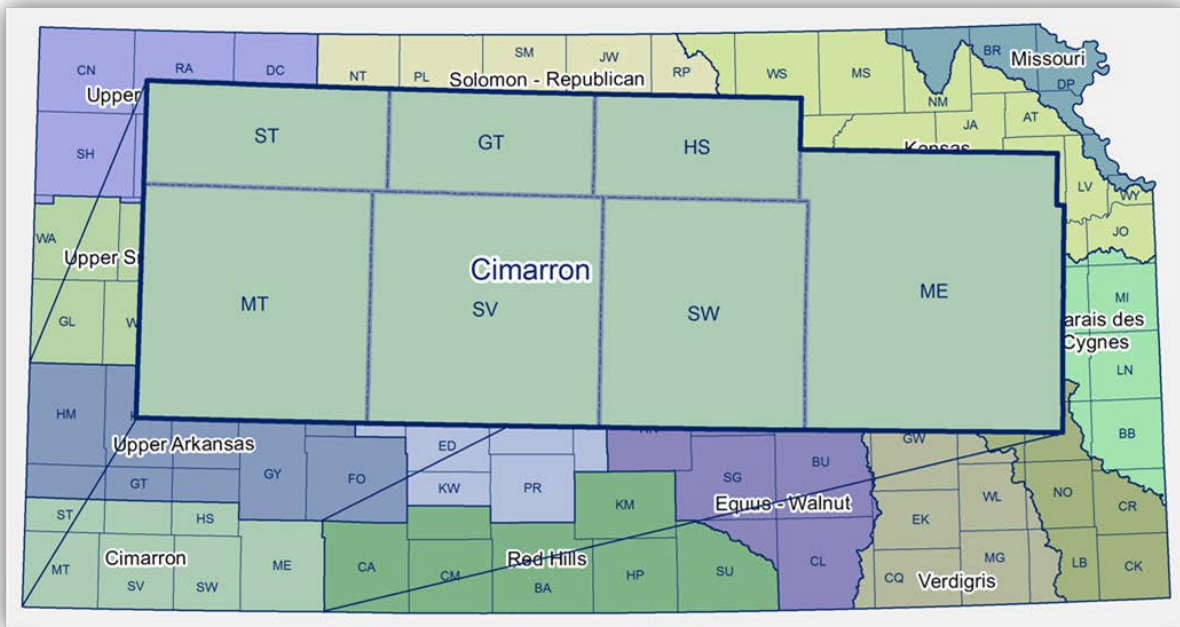 CN
RA
DC
NT
PL
SM
JW
RP
Solomon - Republican
WS
MS
NM
BR
Missouri
DP
Upper
SH
JA
AT
Kansas
LV
WY
JO
ST
GT
HS
WA
Upper
GL
W
Cimarron
MT
SV
SW
ME
MI
arais des
Cygnes
LN
BB
HM
Upper Arkansas
GT
GY
FO
ED
KW
PR
SG
BU
GW
KM
Equus - Walnut
EK
WL
NO
CR
ST
HS
Cimarron
MT
SV
SW
ME
CA
CM
Red Hills
BA
HP
SU
CL
CQ
MG
Verdigris
LB
CK